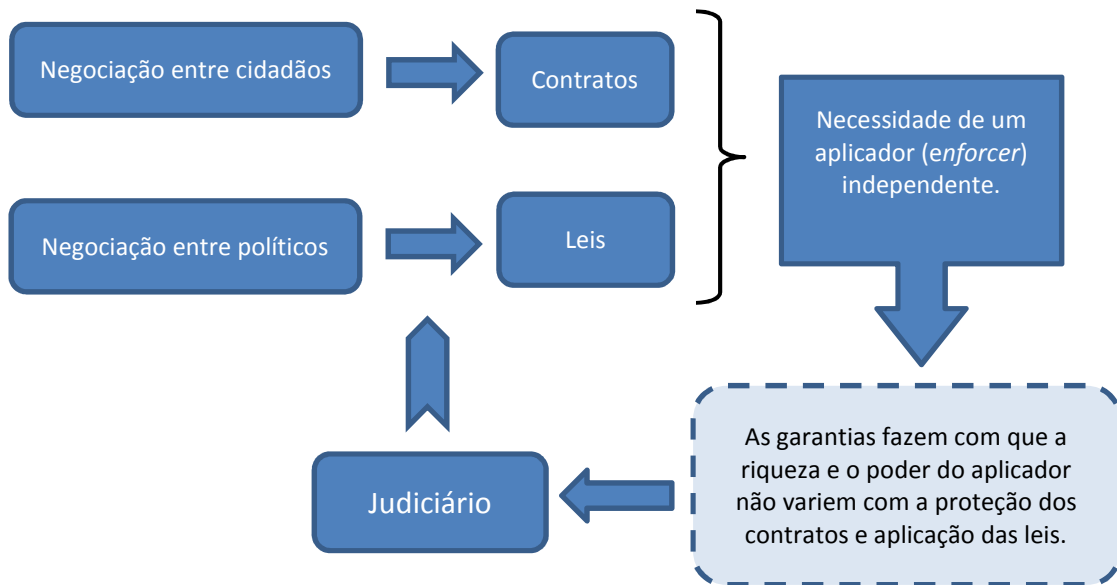 Negociação entre cidadãos
Contratos
Necessidade de um
aplicador (enforcer)
independente.
Negociação entre políticos
Leis
As garantias fazem com que a
riqueza e o poder do aplicador
não variem com a proteção dos
contratos e aplicação das leis.
Judiciário